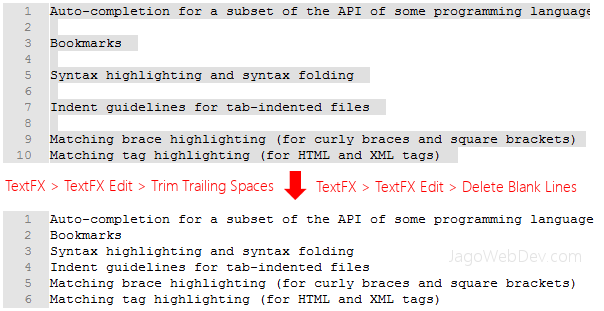 1 Auto-completion for a subset of the API of some programming language
2
3 Bookmarks
4
5 Syntax highlighting and syntax folding
6
7 Indent guidelines for tab-indented files
8
9 Matching brace highlighting (for curly braces and square brackets)
10 Matching tag highlighting (for HTML and XML tags)
TextFX > TextFX Edit > Trim Trailing Spaces TextFX > TextFX Edit > Delete Blank Lines
1 Auto-completion for a subset of the API of some programming language
2 Bookmarks
3 Syntax highlighting and syntax folding
4 Indent guidelines for tab-indented files
5 Matching brace highlighting (for curly braces and square brackets)
6 Matching tag highlighting (for HTML and XML tags)
JagoWebDev.com